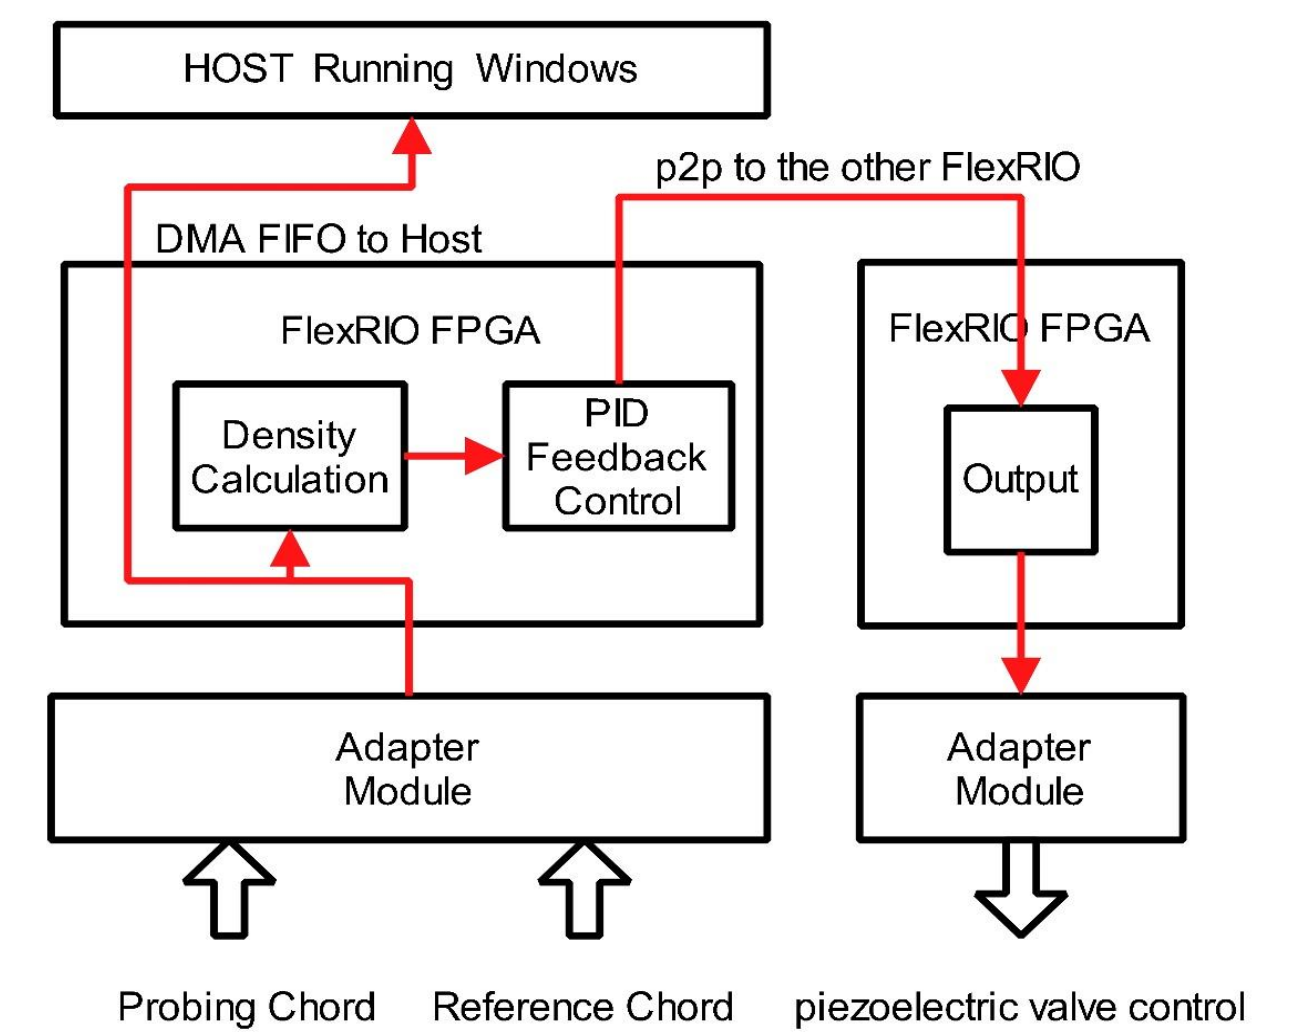 HOST Running Windows
p2p to the other FlexRIO
DMA FIFO to Host
FlexRIO FPGA
FlexRIO FPGA
Density
Calculation
PID
Feedback
Control
Output
Adapter
Module
Adapter
Module
Probing Chord
Reference Chord
piezoelectric valve control